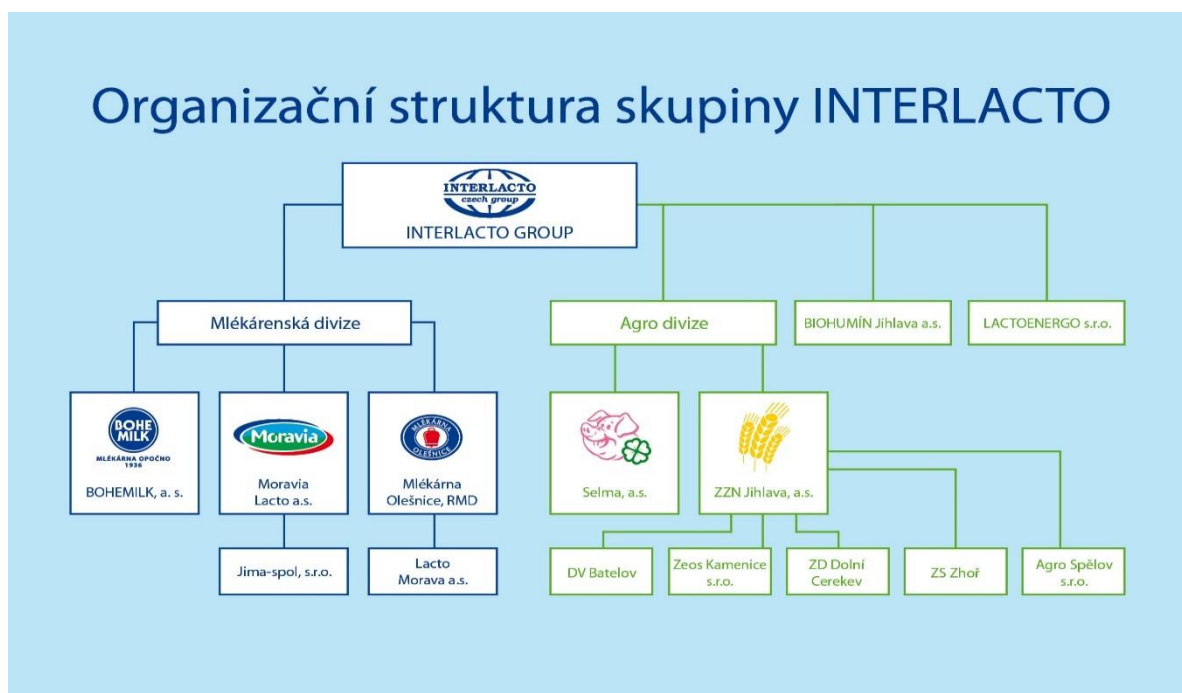 Organizační struktura skupiny INTERLACTO
INTERLACTO
czech group
INTERLACTO GROUP
Mlékárenská divize
Agro divize
BIOHUMÍN Jihlava a.s.
LACTOENERGO s.r.o.
BOHE
MILK
MLÉKÁRNA OPOČNO
1936
BOHEMILK, a. s.
Moravia
Moravia
Lacto a.s.
MLÉKÁRNA
OLEŠNICE
Mlékárna
Olešnice, RMD
Selma, a.s.
ZZN Jihlava, a.s.
Jima-spol, s.r.o.
Lacto
Morava a.s.
DV Batelov
Zeos Kamenice
s.r.o.
ZD Dolní
Cerekev
ZS Zhoř
Agro Spělov
s.r.o.